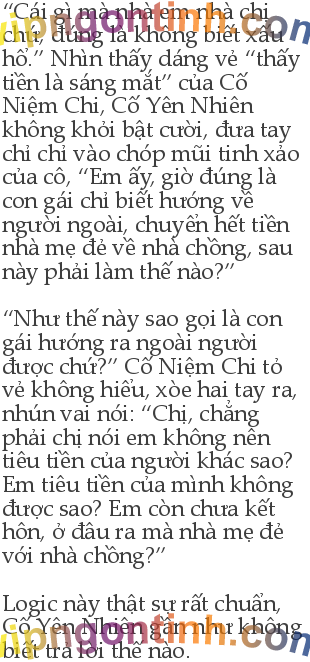 “Cái gì mà nhà em nhà chị
chứ, đúng là không biết xấu
hổ.” Nhìn thấy dáng vẻ “thấy
tiền là sáng mắt” của Cố
Niệm Chi, Cố Yên Nhiên
không khỏi bật cười, đưa tay
chỉ chỉ vào chóp mũi tinh xảo
của cô, “Em ấy, giờ đúng là
con gái chỉ biết hướng về
người ngoài, chuyển hết tiền
nhà mẹ đẻ về nhà chồng, sau
này phải làm thế nào?”
“Như thế này sao gọi là con
gái hướng ra ngoài người
được chứ?” Cố Niệm Chi tỏ
vẻ không hiểu, xòe hai tay ra,
nhún vai nói: “Chị, chẳng
phải chị nói em không nên
tiêu tiền của người khác sao?
Em tiêu tiền của mình không
được sao? Em còn chưa kết
hôn, ở đâu ra mà nhà mẹ đẻ
với nhà chồng?”
Logic này thật sự rất chuẩn,
Cố Yên Nhiên gần như không
biết trả lời thế nào.
vipngontinh.com
vipngontinh.com